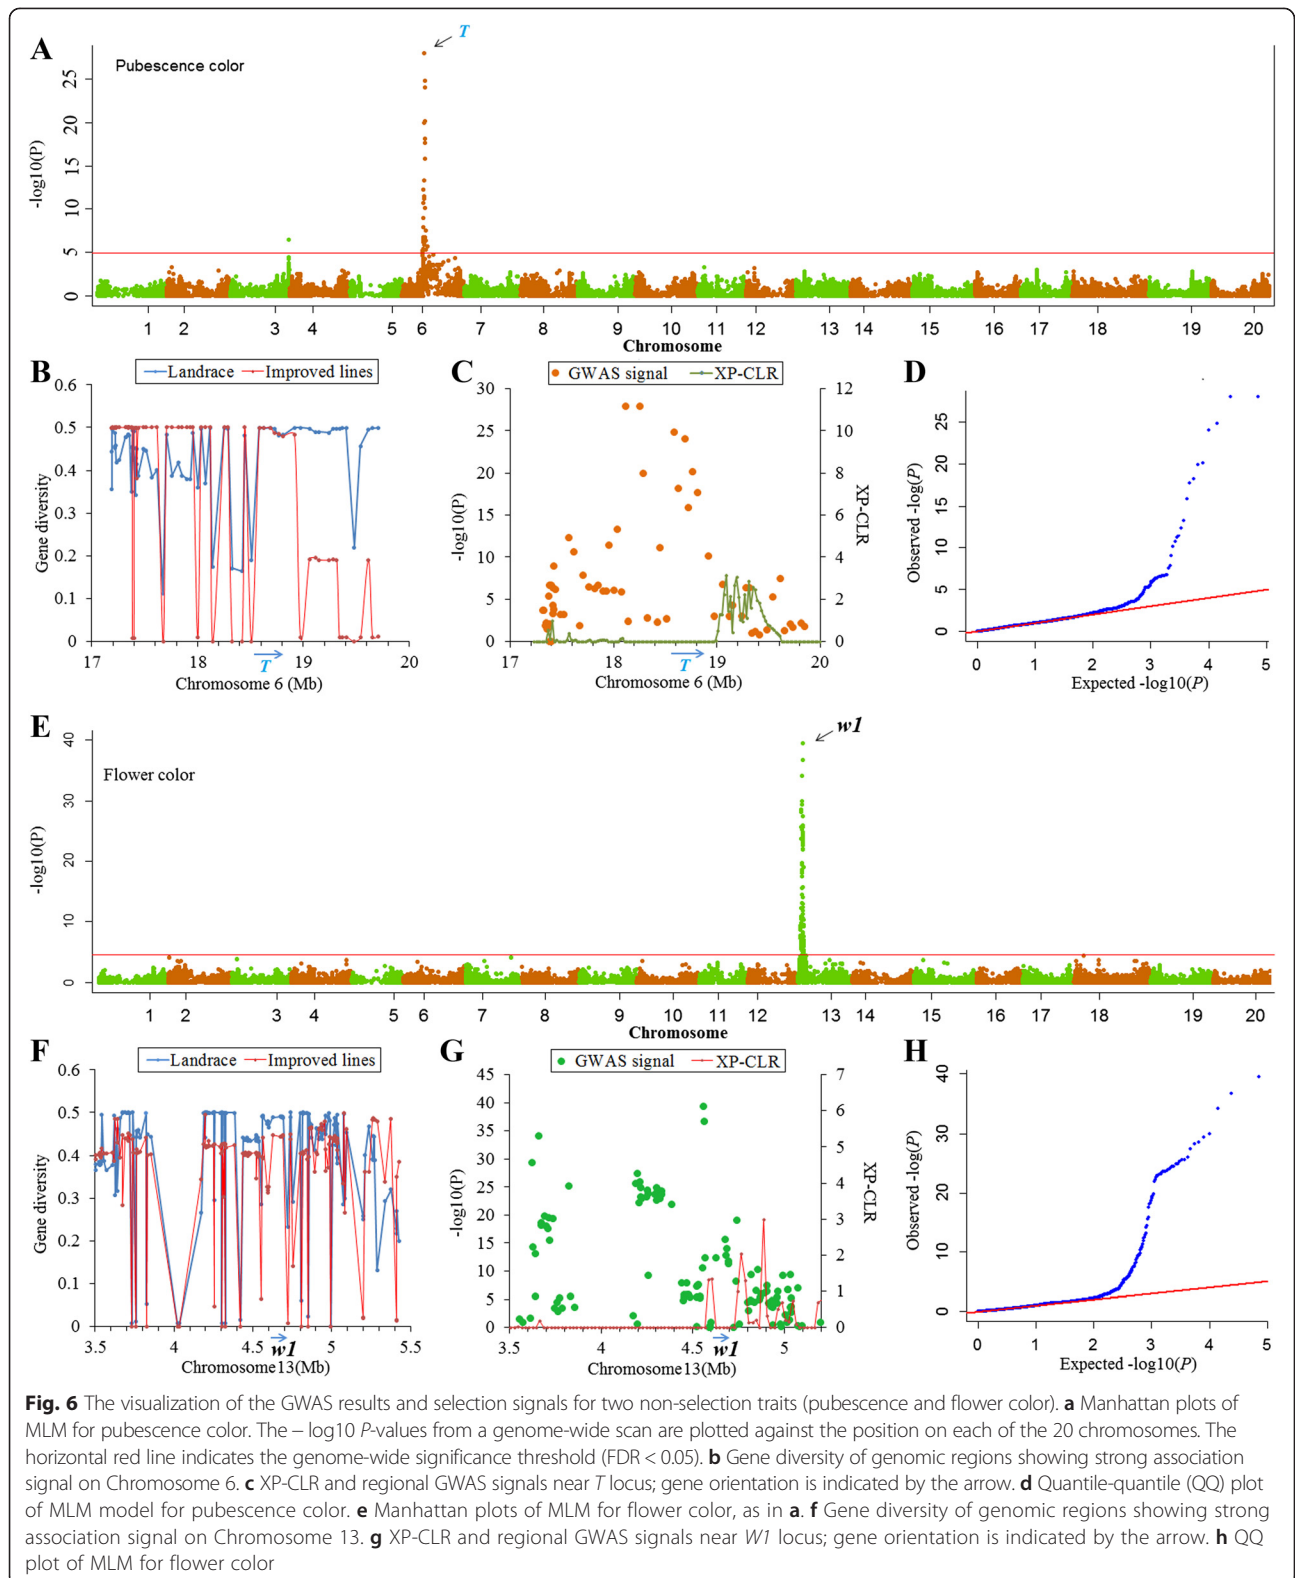 A
T
Pubescence color
-log10(P)
25
20
15
10
5
0
1 2 3 4 5 6 7 8 9 10 11 12 13 14 15 16 17 18 19 20
Chromosome
B
Landrace Improved lines
Gene diversity
0.6
0.5
0.4
0.3
0.2
0.1
0
17 18 19 20
T
Chromosome 6 (Mb)
C
GWAS signal XP-CLR
-log10(P)
30
25
20
15
10
5
0
12
10
8
6
4
2
0
XP-CLR
17 18 19 20
T
Chromosome 6 (Mb)
D
Observed -log(P)
25
20
15
10
5
0
0 1 2 3 4 5
Expected -log10(P)
E
w1
Flower color
-log10(P)
40
30
20
10
0
1 2 3 4 5 6 7 8 9 10 11 12 13 14 15 16 17 18 19 20
Chromosome
F
Landrace Improved lines
Gene diversity
0.6
0.5
0.4
0.3
0.2
0.1
0
3.5 4 4.5 5 5.5
w1
Chromosome13(Mb)
G
GWAS signal XP-CLR
-log10(P)
45
40
35
30
25
20
15
10
5
0
7
6
5
4
3
2
1
0
XP-CLR
3.5 4 4.5 5
w1
Chromosome13(Mb)
H
Observed -log(P)
40
30
20
10
0
0 1 2 3 4 5
Expected -log10(P)
Fig. 6 The visualization of the GWAS results and selection signals for two non-selection traits (pubescence and flower color). a Manhattan plots of
MLM for pubescence color. The − log10 P-values from a genome-wide scan are plotted against the position on each of the 20 chromosomes. The
horizontal red line indicates the genome-wide significance threshold (FDR < 0.05). b Gene diversity of genomic regions showing strong association
signal on Chromosome 6. c XP-CLR and regional GWAS signals near T locus; gene orientation is indicated by the arrow. d Quantile-quantile (QQ) plot
of MLM model for pubescence color. e Manhattan plots of MLM for flower color, as in a. f Gene diversity of genomic regions showing strong
association signal on Chromosome 13. g XP-CLR and regional GWAS signals near W1 locus; gene orientation is indicated by the arrow. h QQ
plot of MLM for flower color